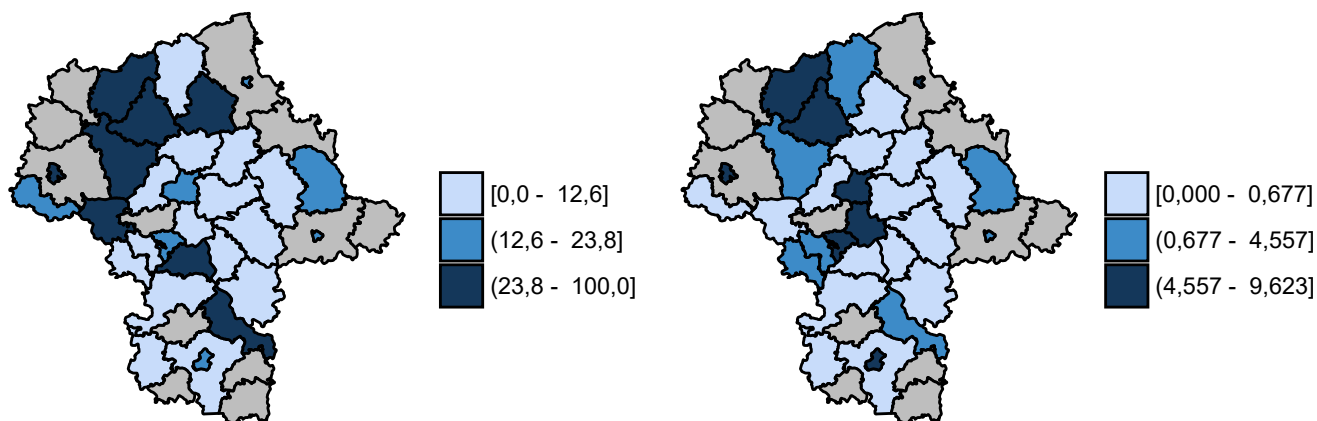 [0,0 - 12,6]
(12,6 - 23,8]
(23,8 - 100,0]
[0,000 - 0,677]
(0,677 - 4,557]
(4,557 - 9,623]